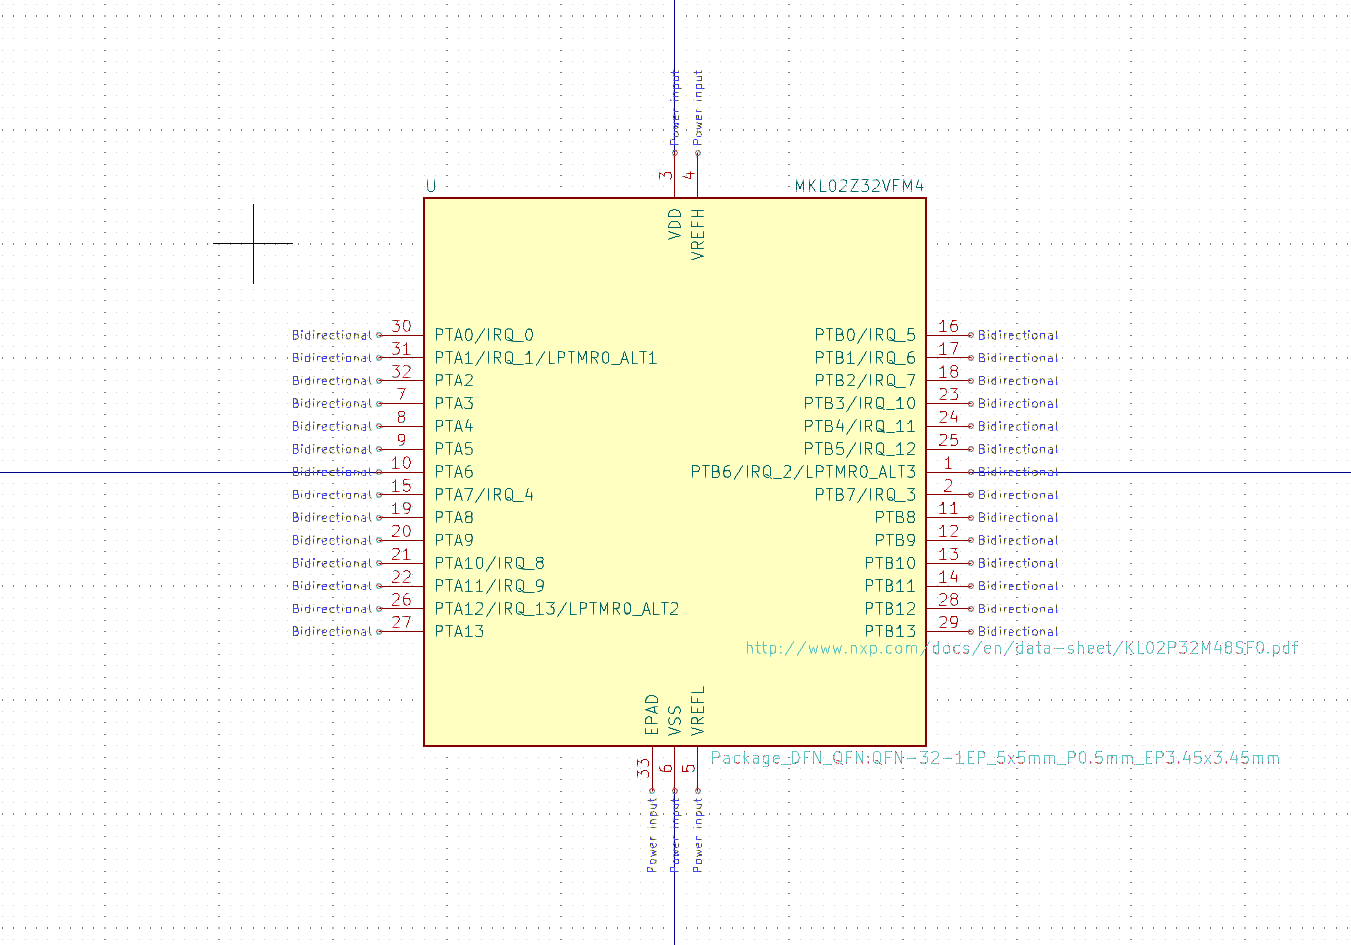 Power input
Power input
3
4
U
MKL02Z32VFM4
VDD
VREFH
Bidirectional 30 PTA0/IRQ_0 PTB0/IRQ_5 16 Bidirectional
Bidirectional 31 PTA1/IRQ_1/LPTMR0_ALT1 PTB1/IRQ_6 17 Bidirectional
Bidirectional 32 PTA2 PTB2/IRQ_7 18 Bidirectional
Bidirectional 7 PTA3 PTB3/IRQ_10 23 Bidirectional
Bidirectional 8 PTA4 PTB4/IRQ_11 24 Bidirectional
Bidirectional 9 PTA5 PTB5/IRQ_12 25 Bidirectional
Bidirectional 10 PTA6 PTB6/IRQ_2/LPTMR0_ALT3 1 Bidirectional
Bidirectional 15 PTA7/IRQ_4 PTB7/IRQ_3 2 Bidirectional
Bidirectional 19 PTA8 PTB8 11 Bidirectional
Bidirectional 20 PTA9 PTB9 12 Bidirectional
Bidirectional 21 PTA10/IRQ_8 PTB10 13 Bidirectional
Bidirectional 22 PTA11/IRQ_9 PTB11 14 Bidirectional
Bidirectional 26 PTA12/IRQ_13/LPTMR0_ALT2 PTB12 28 Bidirectional
Bidirectional 27 PTA13 PTB13 29 Bidirectional
http://www.nxp.com/docs/en/data-sheet/KL02P32M48SF0.pdf
EPAD
VSS
VREFL
Package_DFN_QFN:QFN-32-1EP_5x5mm_P0.5mm_EP3.45x3.45mm
33
6
5
Power input
Power input
Power input